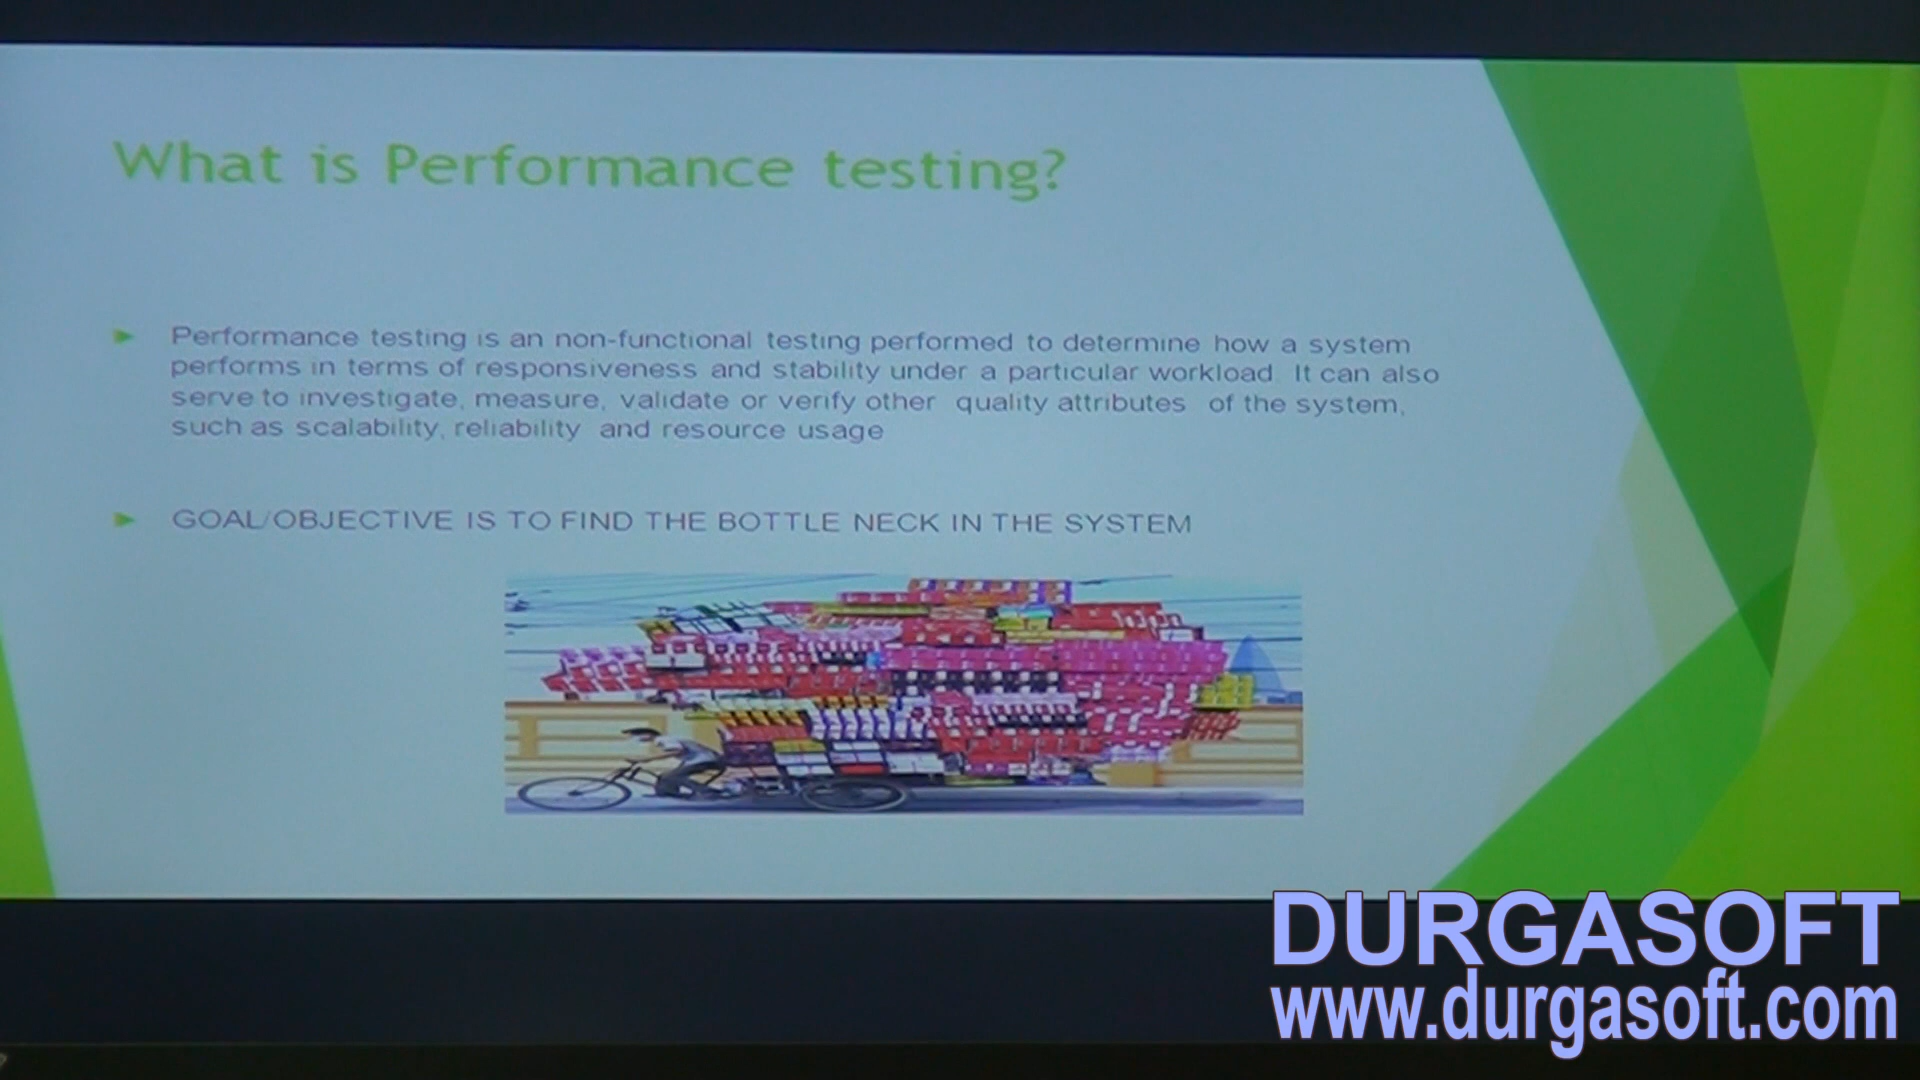 What is Performance testing?
Performance testing is an non-functional testing performed to determine how a system
performs in terms of responsiveness and stability under a particular workload. It can also
serve to investigate, measure, validate or verify other quality attributes of the system,
such as scalability, reliability and resource usage
GOAL/OBJECTIVE IS TO FIND THE BOTTLE NECK IN THE SYSTEM
DURGASOFT
www.durgasoft.com